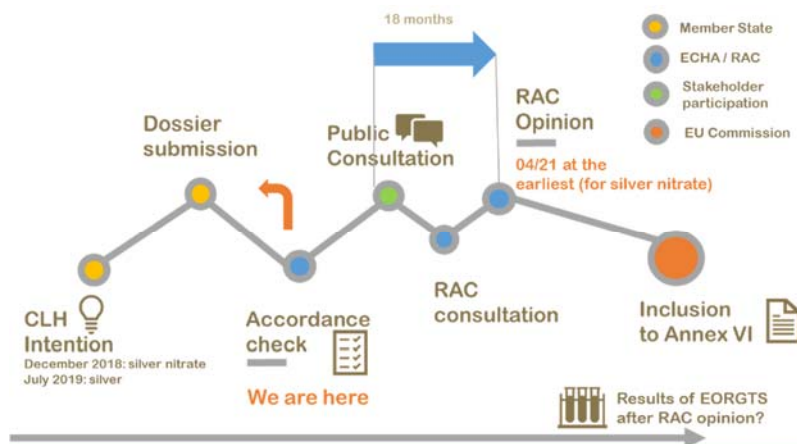 18 months
Member State
ECHA / RAC
Stakeholder
participation
EU Commission
Dossier
submission
Public
Consultation
RAC
Opinion
04/21 at the
earliest (for silver nitrate)
CLH
Intention
December 2018: silver nitrate
July 2019: silver
Accordance
check
We are here
RAC
consultation
Inclusion
to Annex VI
Results of EORGTS
after RAC opinion?